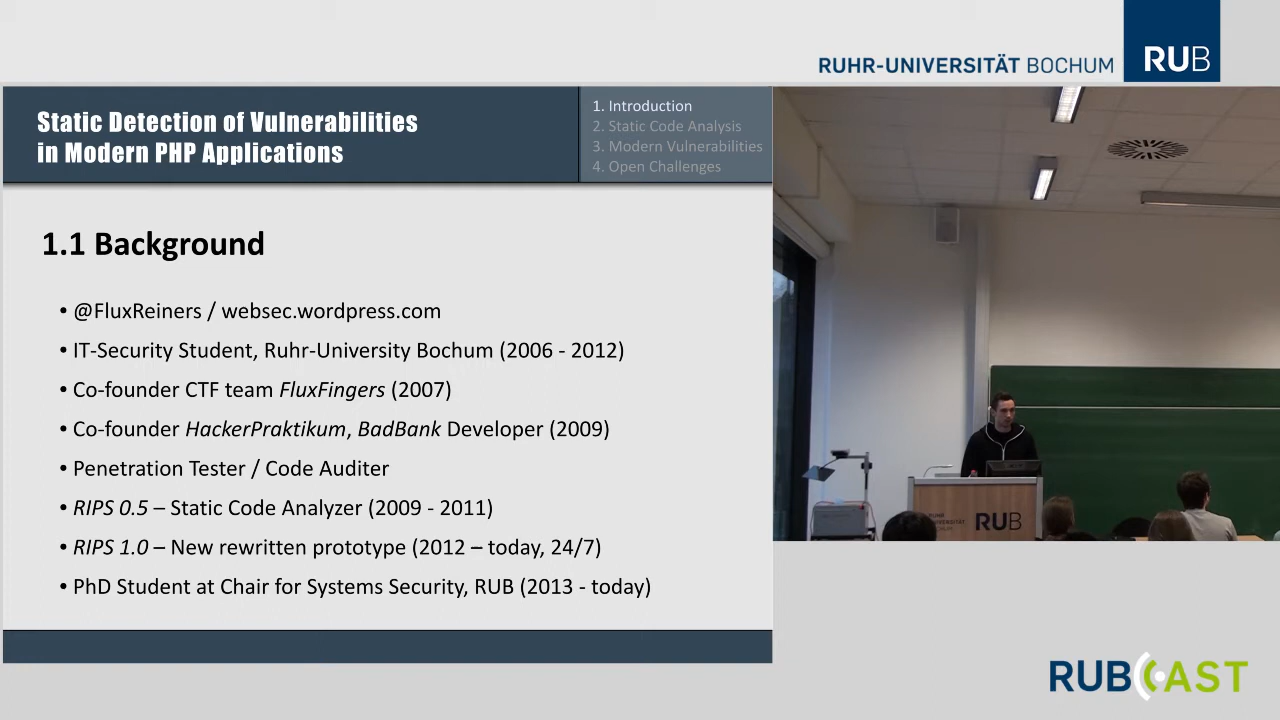 RUHR-UNIVERSITÄT BOCHUM
RUB
Static Detection of Vulnerabilities
in Modern PHP Applications
1. Introduction
2. Static Code Analysis
3. Modern Vulnerabilities
4. Open Challenges
1.1 Background
• @FluxReiners / websec.wordpress.com
• IT-Security Student, Ruhr-University Bochum (2006 - 2012)
• Co-founder CTF team FluxFingers (2007)
• Co-founder HackerPraktikum, BadBank Developer (2009)
• Penetration Tester / Code Auditer
• RIPS 0.5 – Static Code Analyzer (2009 - 2011)
• RIPS 1.0 – New rewritten prototype (2012 – today, 24/7)
• PhD Student at Chair for Systems Security, RUB (2013 - today)
RUHR
UNIVERSITÄT
BOCHUM
RUB
RUBCAST